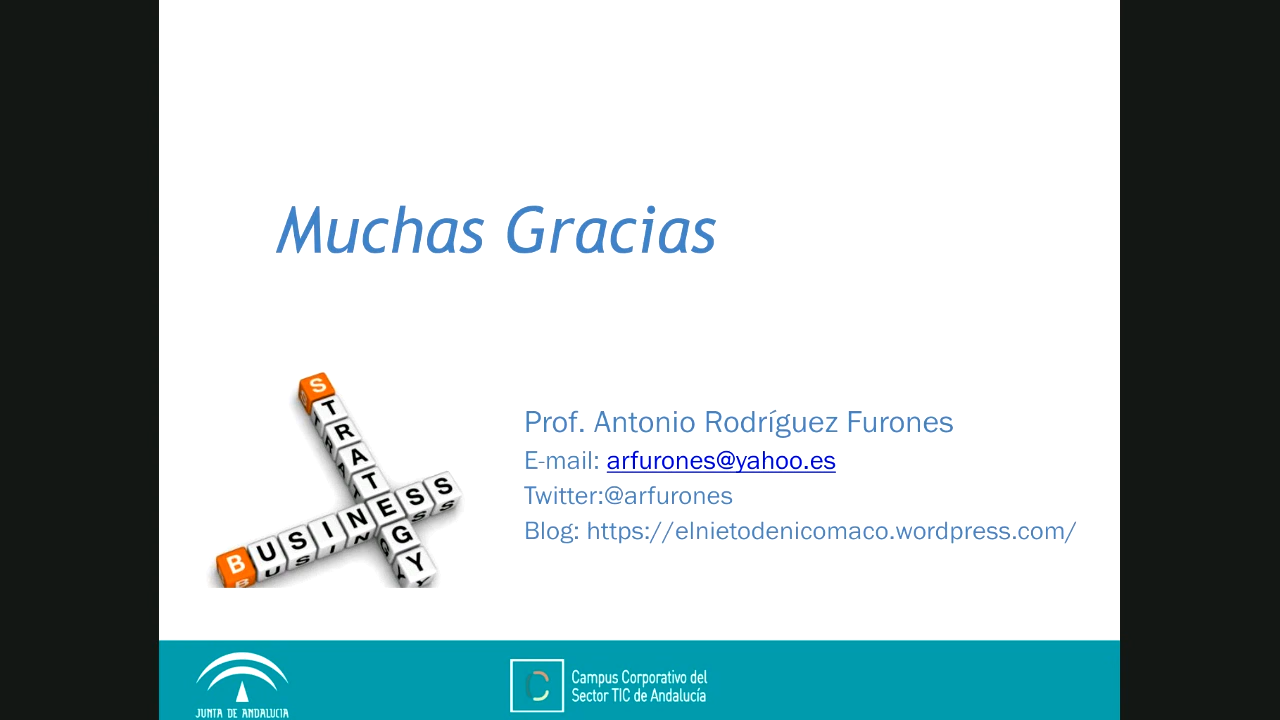 Muchas Gracias
STRATEGY
BUSINESS
Prof. Antonio Rodríguez Furones
E-mail: arfurones@yahoo.es
Twitter:@arfurones
Blog: https://elnietodenicomaco.wordpress.com/
JUNTA DE ANDALUCIA
C
Campus Corporativo del
Sector TIC de Andalucía